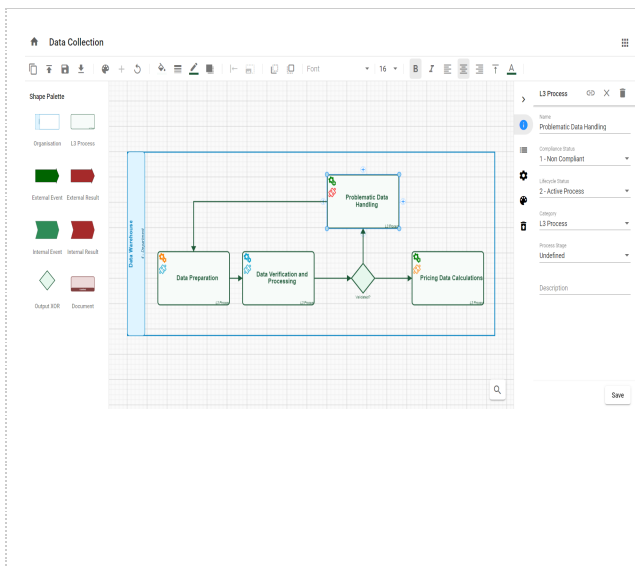 Data Collection
Font
16
B
I
A
Shape Palette
Organisation
L3 Process
External Event
External Result
Internal Event
Internal Result
Output XOR
Document
Data Warehouse
Problematic Data
Handling
L3 Process
Data Preparation
L3 Process
Data Verification and
Processing
L3 Process
Validated?
Pricing Data Calculations
L3 Process
L3 Process
Name
Problematic Data Handling
Compliance Status
1 - Non Compliant
Lifecycle Status
2 - Active Process
Category
L3 Process
Process Stage
Undefined
Description
Save